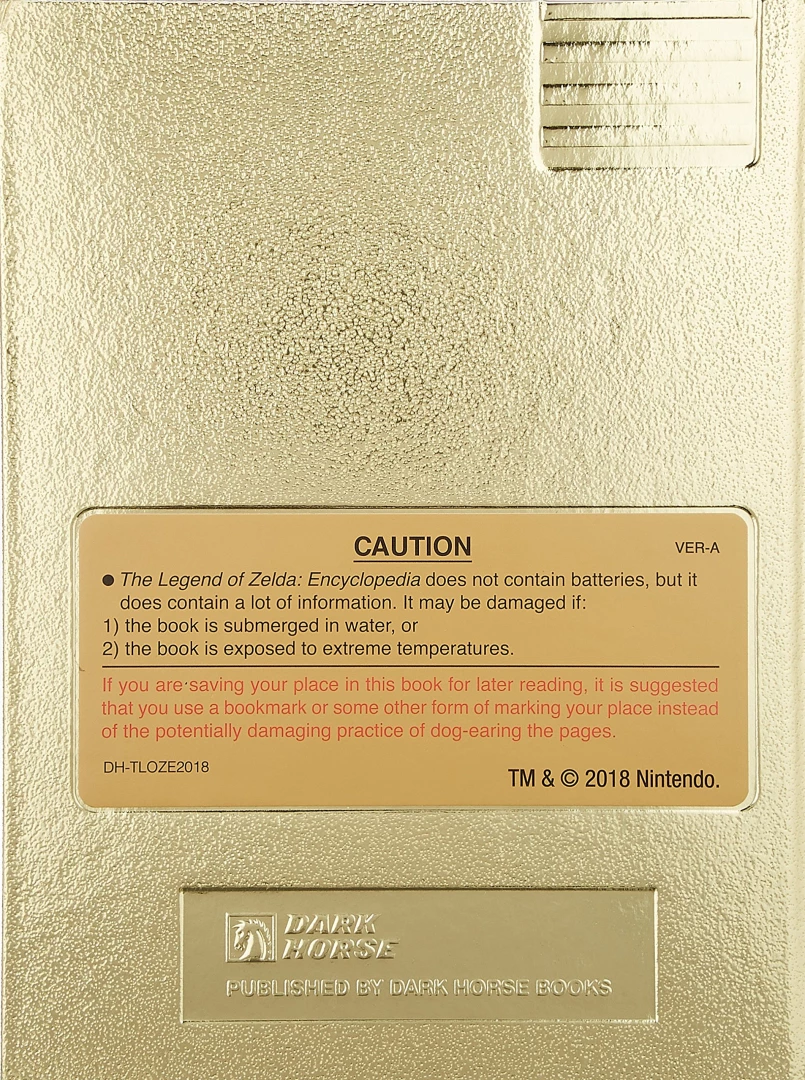 CAUTION
VER-A
● The Legend of Zelda: Encyclopedia does not contain batteries, but it
does contain a lot of information. It may be damaged if:
1) the book is submerged in water, or
2) the book is exposed to extreme temperatures.
If you are saving your place in this book for later reading, it is suggested
that you use a bookmark or some other form of marking your place instead
of the potentially damaging practice of dog-earing the pages.
DH-TLOZE2018
TM & © 2018 Nintendo.
DARK
HORSE
PUBLISHED BY DARK HORSE BOOKS